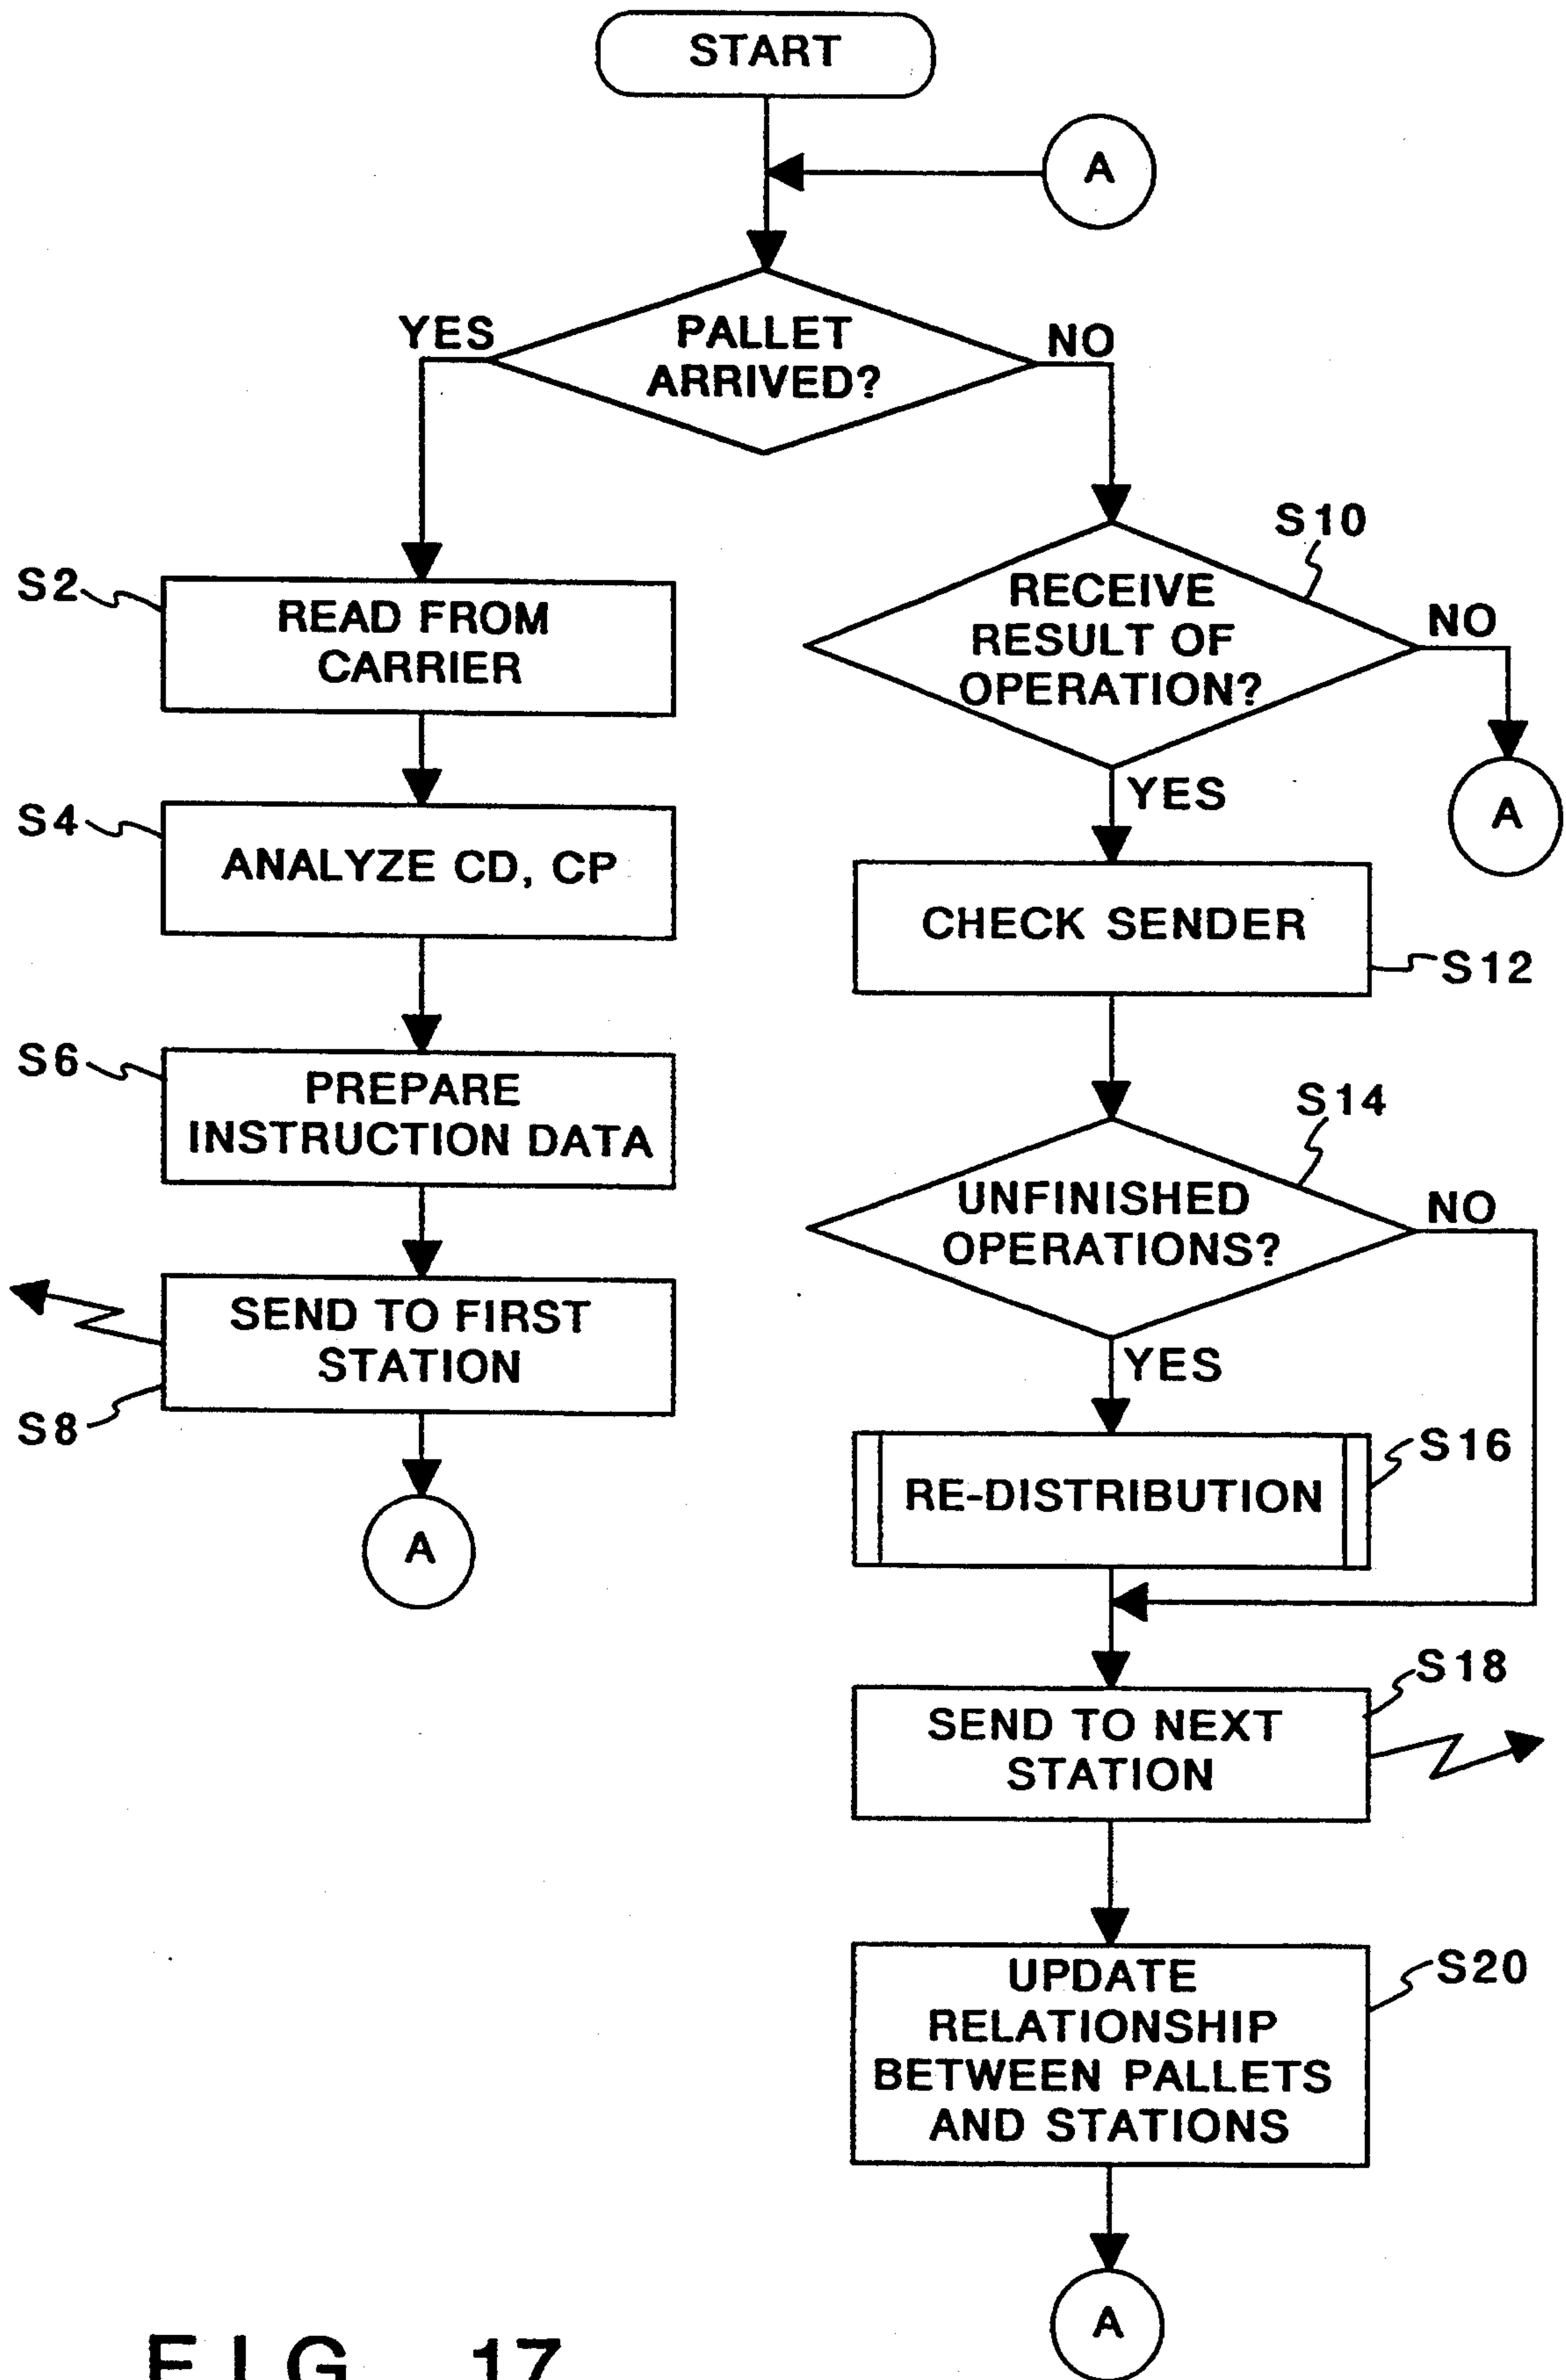 START
A
YES
PALLET
ARRIVED?
NO
S2
READ FROM
CARRIER
S4
ANALYZE CD, CP
S6
PREPARE
INSTRUCTION DATA
SEND TO FIRST
STATION
S8
A
S10
RECEIVE
RESULT OF
OPERATION?
NO
A
YES
CHECK SENDER
S12
S14
UNFINISHED
OPERATIONS?
NO
YES
RE-DISTRIBUTION
S16
S18
SEND TO NEXT
STATION
S20
UPDATE
RELATIONSHIP
BETWEEN PALLETS
AND STATIONS
A
FIG. 17